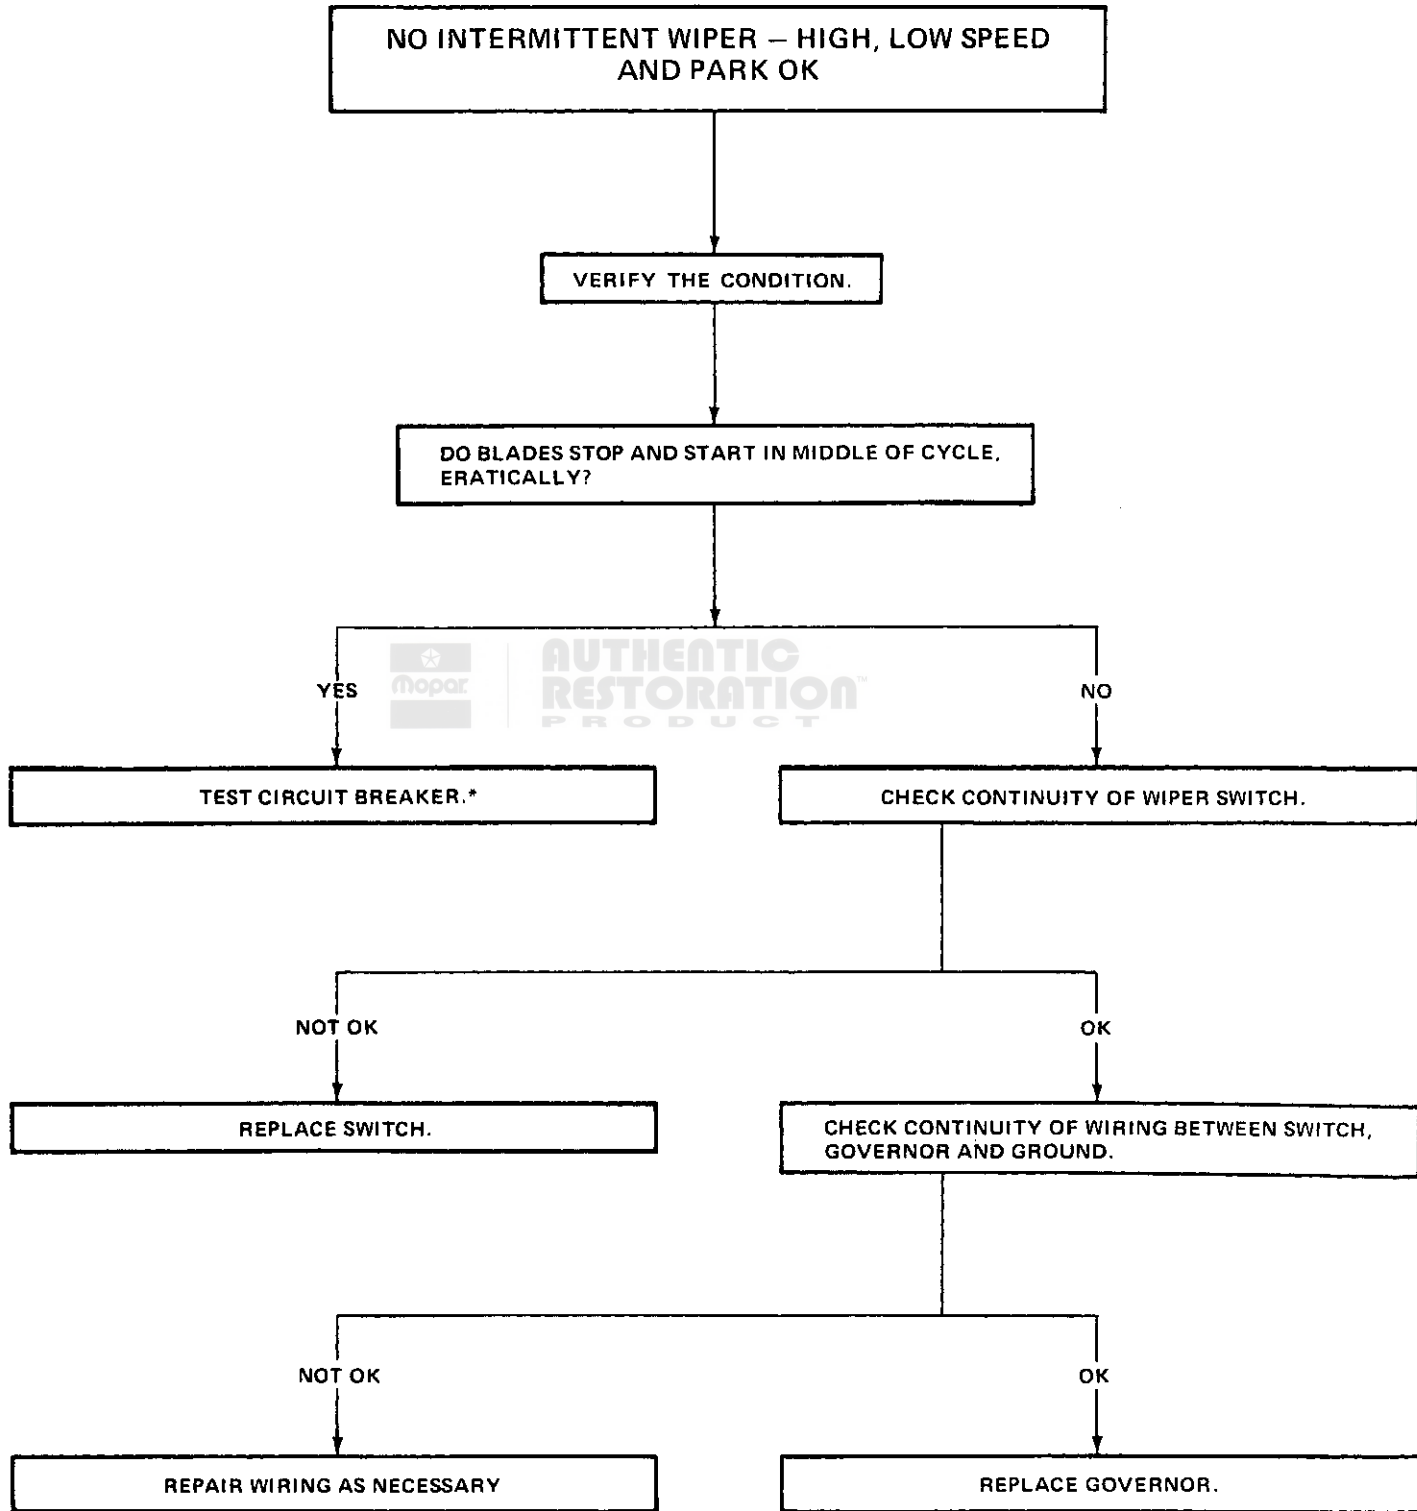 NO INTERMITTENT WIPER – HIGH, LOW SPEED
AND PARK OK
VERIFY THE CONDITION.
DO BLADES STOP AND START IN MIDDLE OF CYCLE,
ERATICALLY?
mopar
AUTHENTIC
RESTORATION™
PRODUCT
YES
NO
TEST CIRCUIT BREAKER.*
CHECK CONTINUITY OF WIPER SWITCH.
NOT OK
OK
REPLACE SWITCH.
CHECK CONTINUITY OF WIRING BETWEEN SWITCH,
GOVERNOR AND GROUND.
NOT OK
OK
REPAIR WIRING AS NECESSARY
REPLACE GOVERNOR.